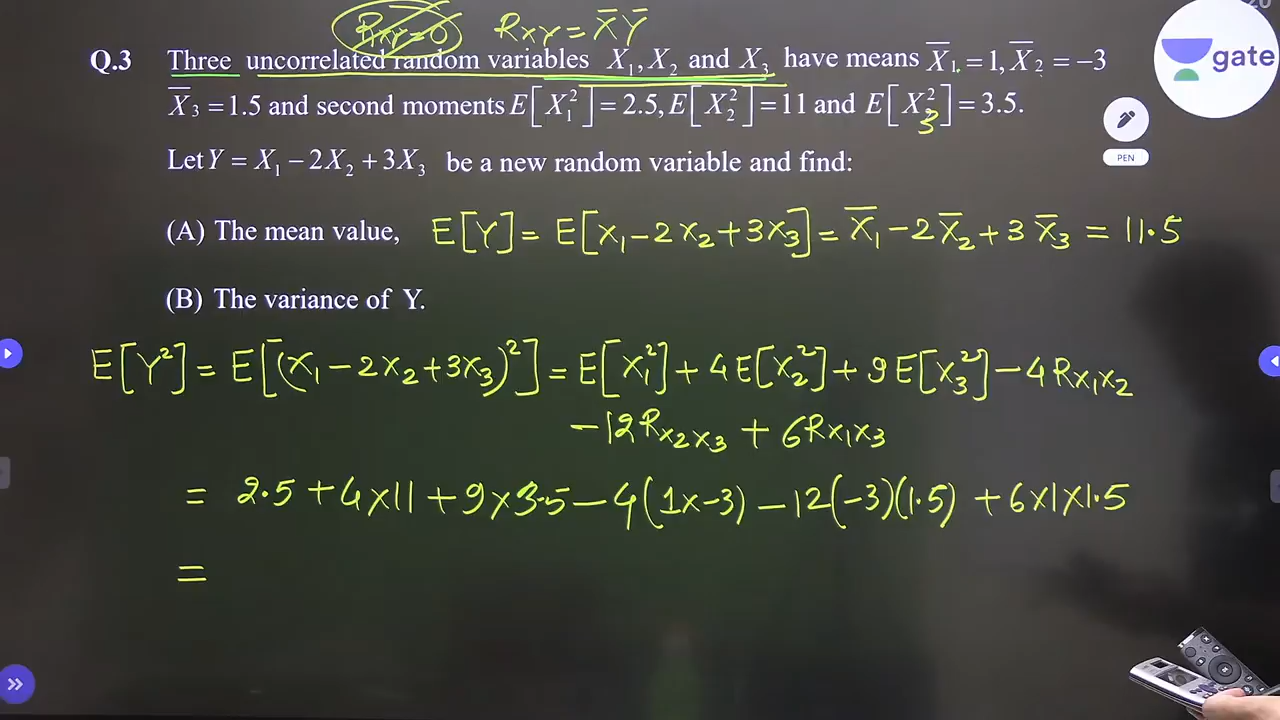 R_XY=0 R_XY = X̅ Y̅
Q.3 Three uncorrelated random variables X₁, X₂ and X₃ have means X̅₁ = 1, X̅₂ = −3
X̅₃ = 1.5 and second moments E[X₁²] = 2.5, E[X₂²] = 11 and E[X₃²] = 3.5.
Let Y = X₁ − 2X₂ + 3X₃ be a new random variable and find:
(A) The mean value, E[Y] = E[X₁ − 2X₂ + 3X₃] = X̅₁ − 2X̅₂ + 3X̅₃ = 11.5
(B) The variance of Y.
E[Y²] = E[(X₁ − 2X₂ + 3X₃)²] = E[X₁²] + 4E[X₂²] + 9E[X₃²] − 4R_X₁X₂
− 12R_X₂X₃ + 6R_X₁X₃
= 2.5 + 4×11 + 9×3.5 − 4(1×−3) − 12(−3)(1.5) + 6×1×1.5
=
gate
PEN